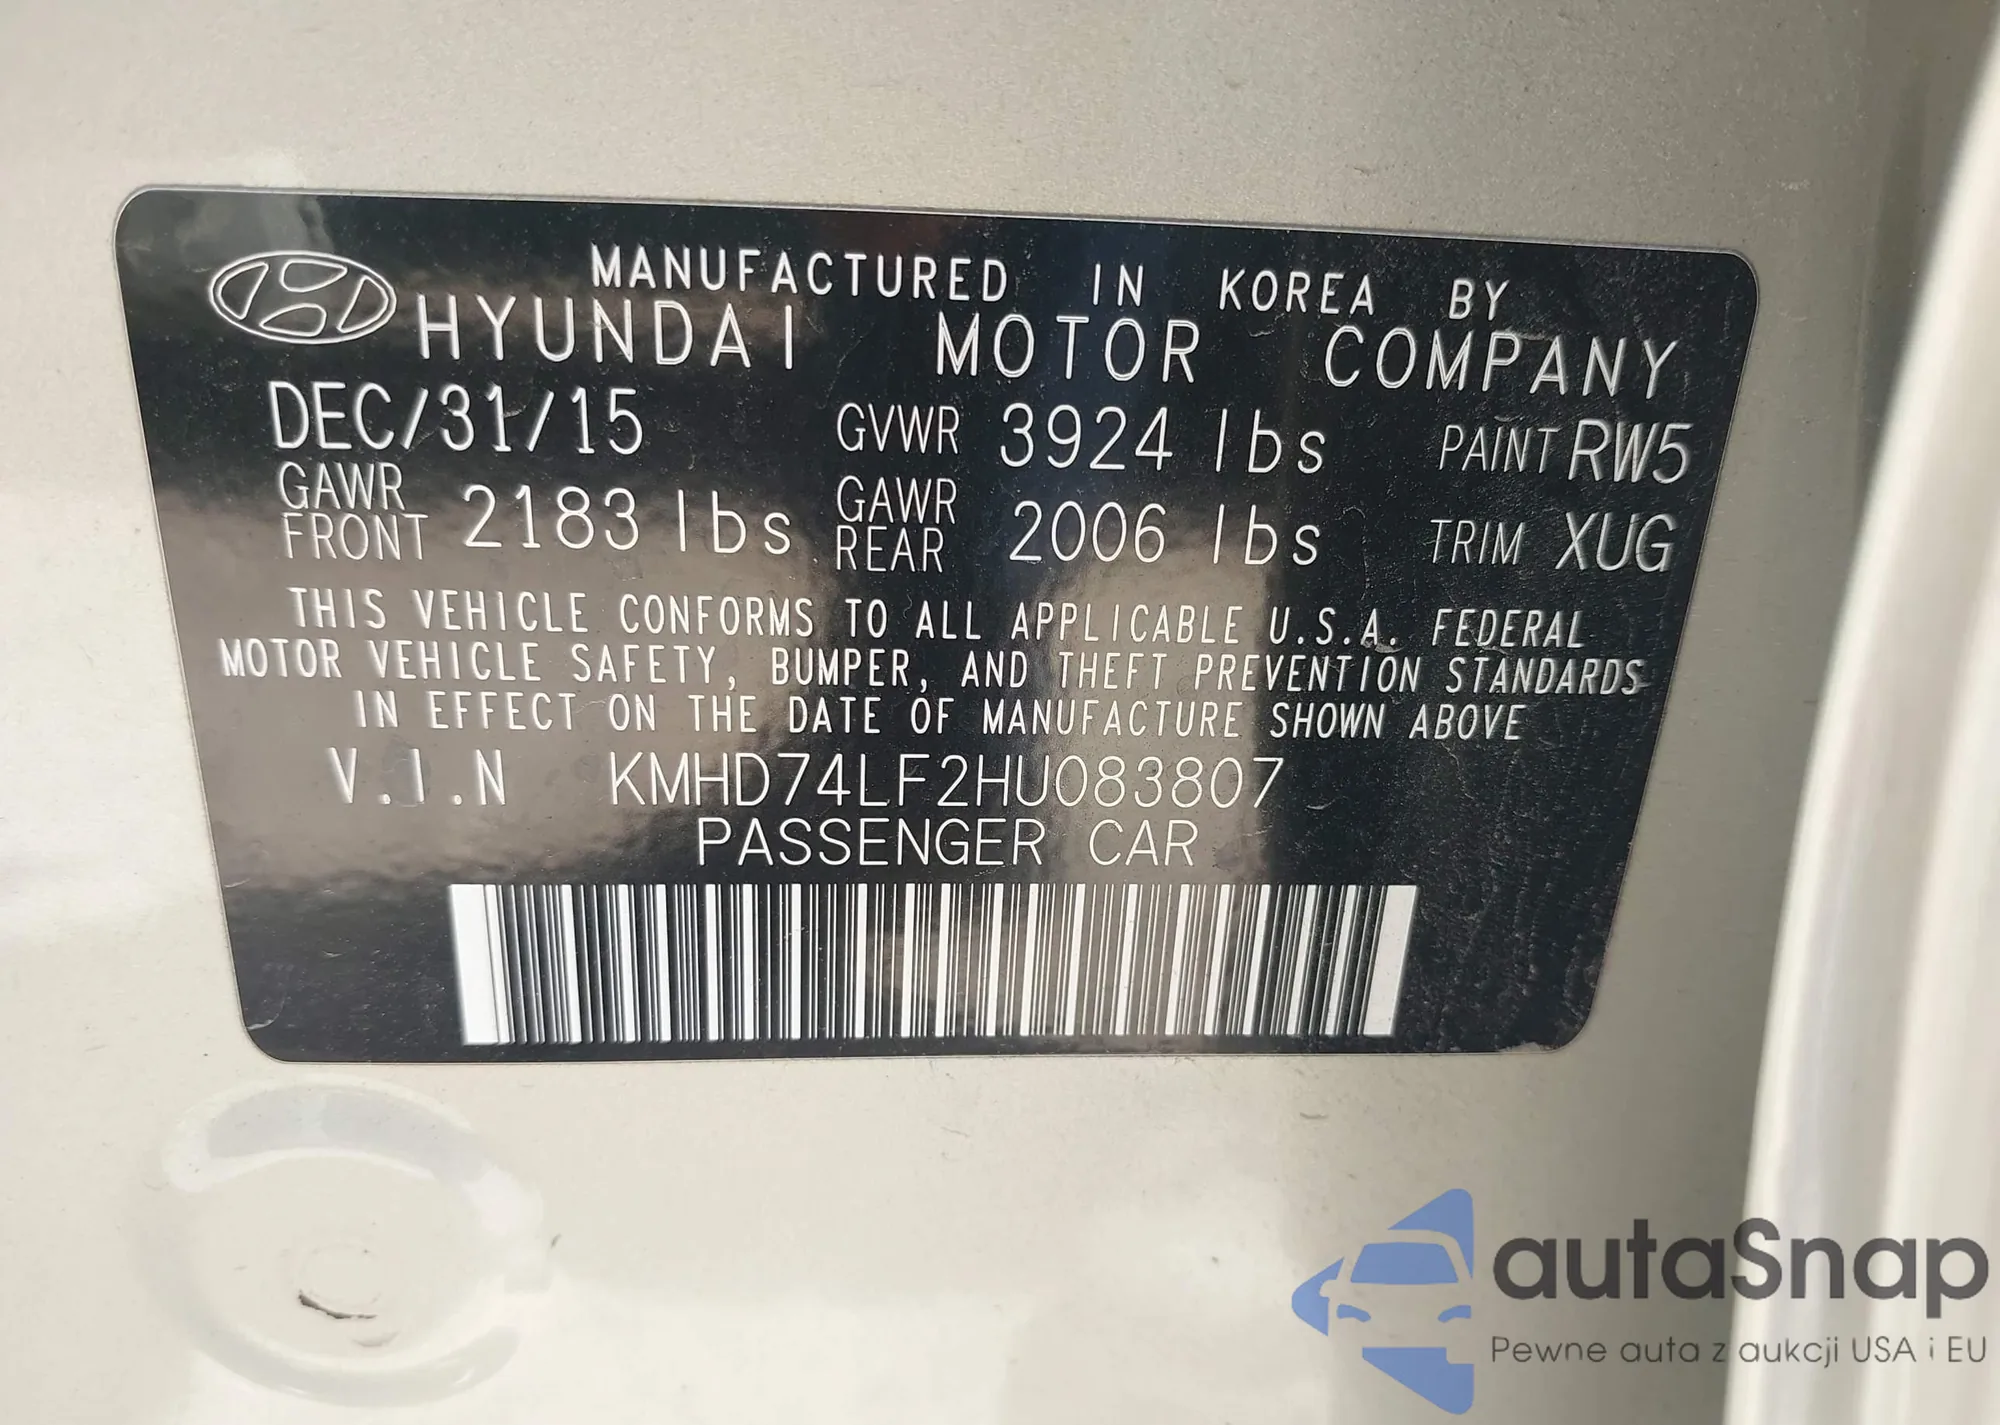 MANUFACTURED IN KOREA BY
HYUNDAI MOTOR COMPANY
DEC/31/15 GVWR 3924 lbs PAINT RW5
GAWR FRONT 2183 lbs GAWR REAR 2006 lbs TRIM XUG
THIS VEHICLE CONFORMS TO ALL APPLICABLE U.S.A. FEDERAL
MOTOR VEHICLE SAFETY, BUMPER, AND THEFT PREVENTION STANDARDS
IN EFFECT ON THE DATE OF MANUFACTURE SHOWN ABOVE
V.I.N KMHD74LF2HU083807
PASSENGER CAR
autaSnap
Pewne auta z aukcji USA i EU